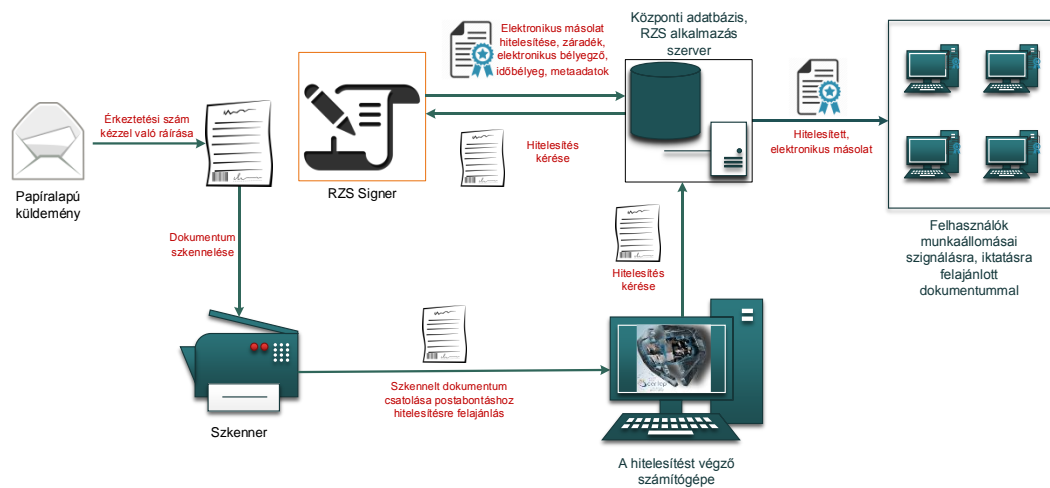 Elektronikus másolat
hitelesítése, záradék,
elektronikus bélyegző,
időbélyeg, metaadatok
Központi adatbázis,
RZS alkalmazás
szerver
Érkeztetési szám
kézzel való ráírása
Hitelesítés
kérése
Hitelesített,
elektronikus másolat
Papíralapú
küldemény
RZS Signer
Dokumentum
szkennelése
Hitelesítés
kérése
Felhasználók
munkaállomásai
szignálásra, iktatásra
felajánlott
dokumentummal
Szkennelt dokumentum
csatolása postabontáshoz
hitelesítésre felajánlás
Szkenner
A hitelesítést végző
számítógépe